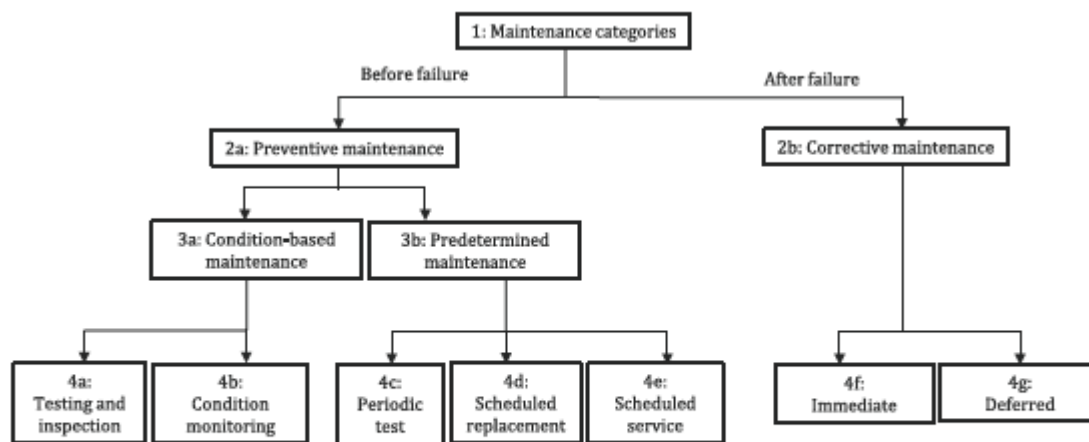 1: Maintenance categories
Before failure
After failure
2a: Preventive maintenance
2b: Corrective maintenance
3a: Condition-based
maintenance
3b: Predetermined
maintenance
4a:
Testing and
inspection
4b:
Condition
monitoring
4c:
Periodic
test
4d:
Scheduled
replacement
4e:
Scheduled
service
4f:
Immediate
4g:
Deferred